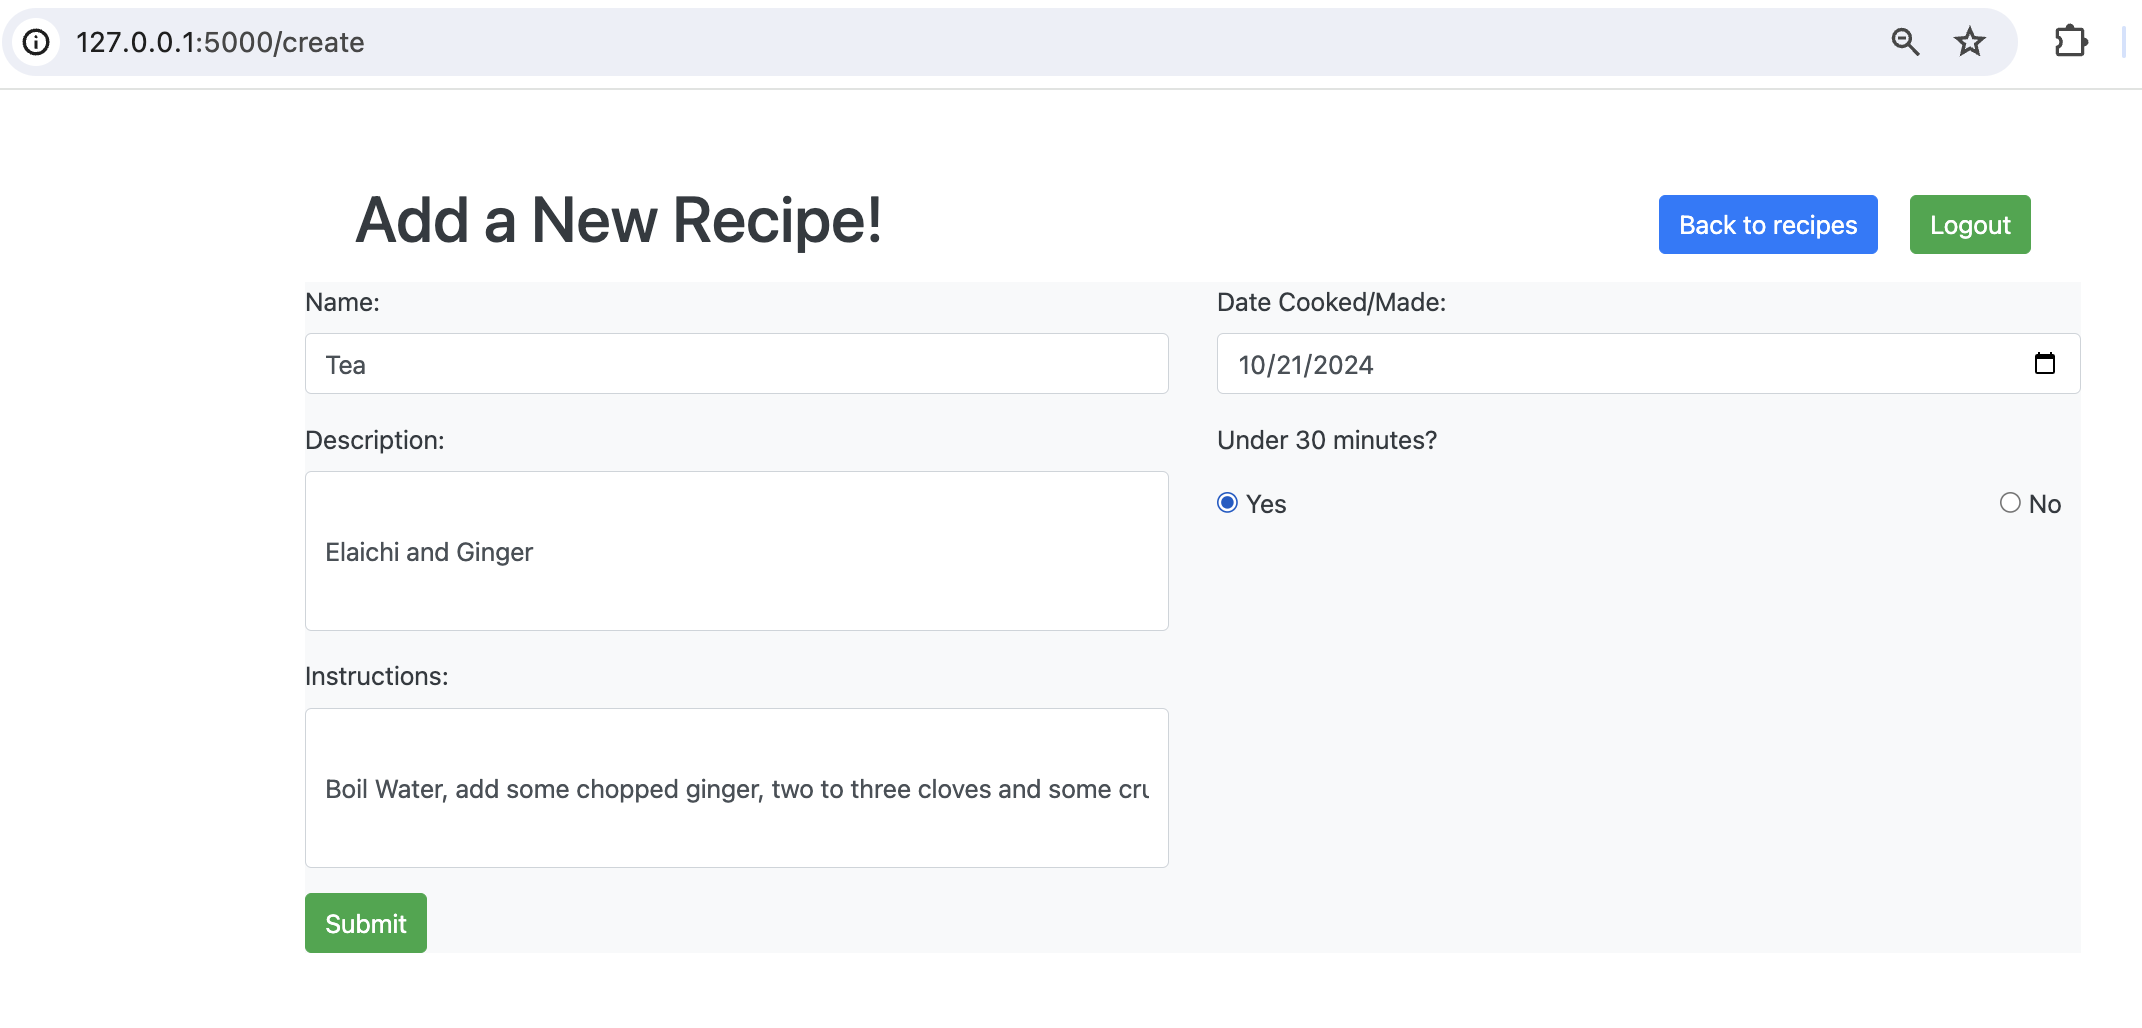 127.0.0.1:5000/create
Add a New Recipe!
Back to recipes
Logout
Name:
Tea
Date Cooked/Made:
10/21/2024
Description:
Elaichi and Ginger
Under 30 minutes?
Yes
No
Instructions:
Boil Water, add some chopped ginger, two to three cloves and some cru
Submit